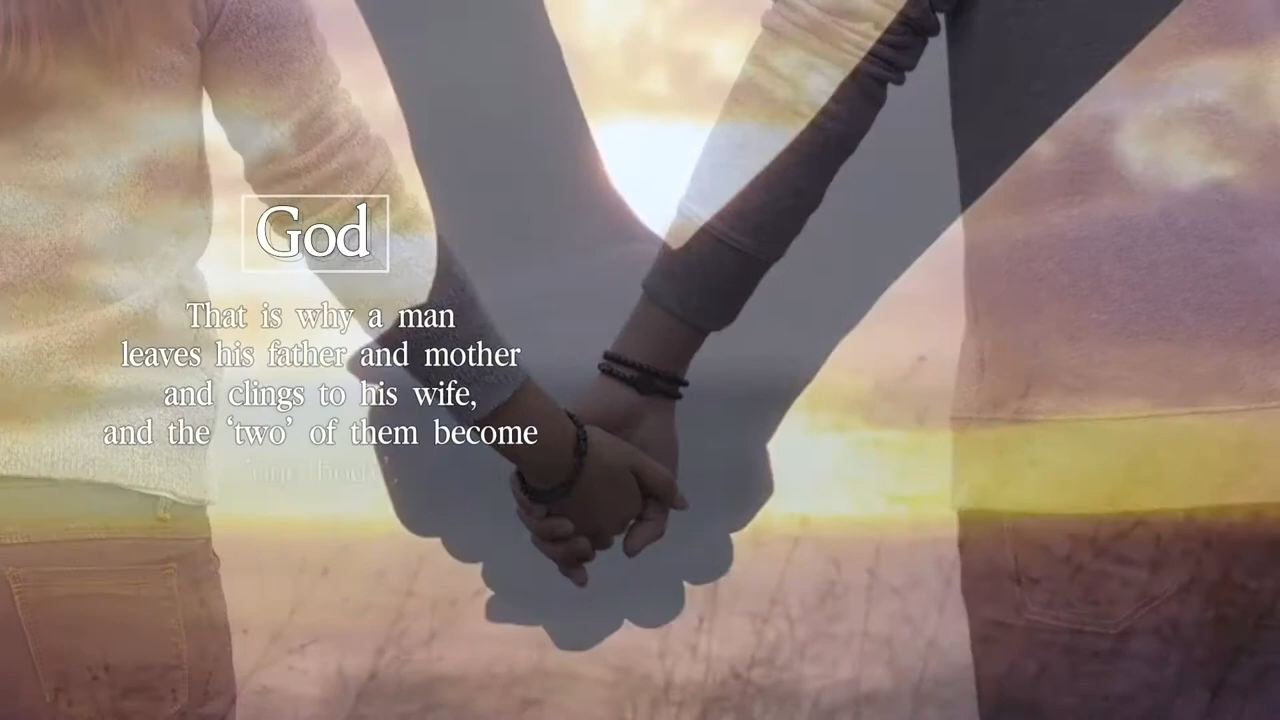 God
That is why a man
leaves his father and mother
and clings to his wife,
and the ‘two’ of them become